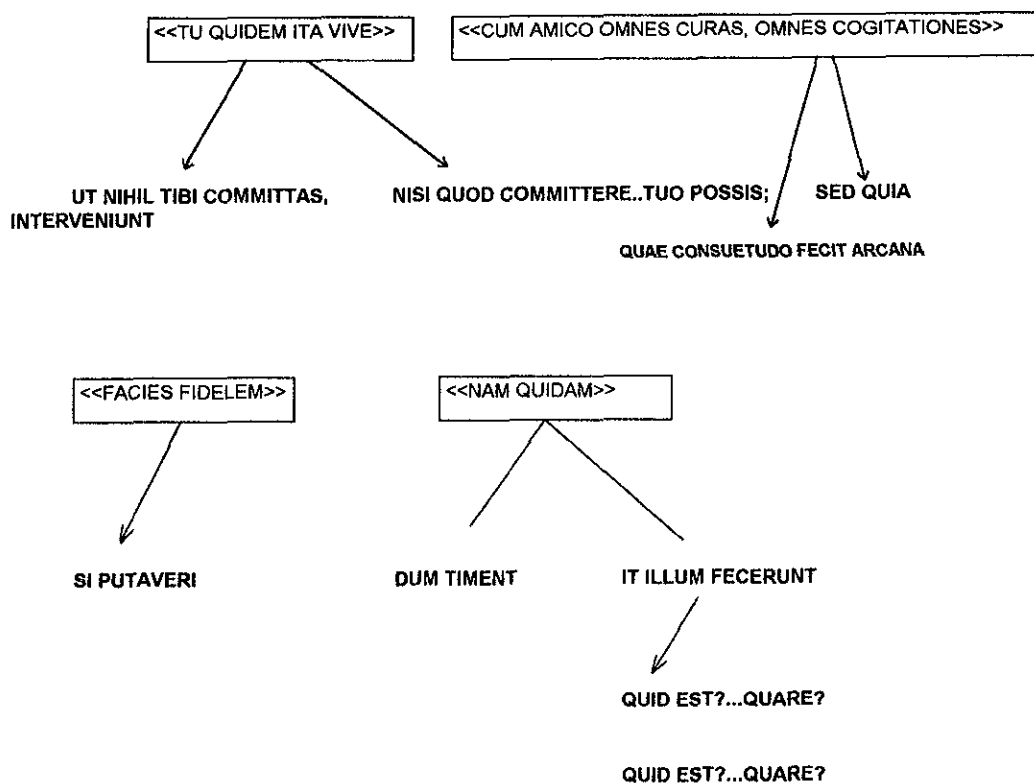 <<TU QUIDEM ITA VIVE>>
<<CUM AMICO OMNES CURAS, OMNES COGITATIONES>>
UT NIHIL TIBI COMMITTAS,
INTERVENIUNT
NISI QUOD COMMITTERE..TUO POSSIS;
SED QUIA
QUAE CONSUETUDO FECIT ARCANA
<<FACIES FIDELEM>>
<<NAM QUIDAM>>
SI PUTAVERI
DUM TIMENT
IT ILLUM FECERUNT
QUID EST?...QUARE?
QUID EST?...QUARE?